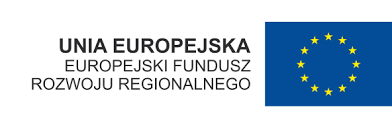 UNIA EUROPEJSKA
EUROPEJSKI FUNDUSZ
ROZWOJU REGIONALNEGO